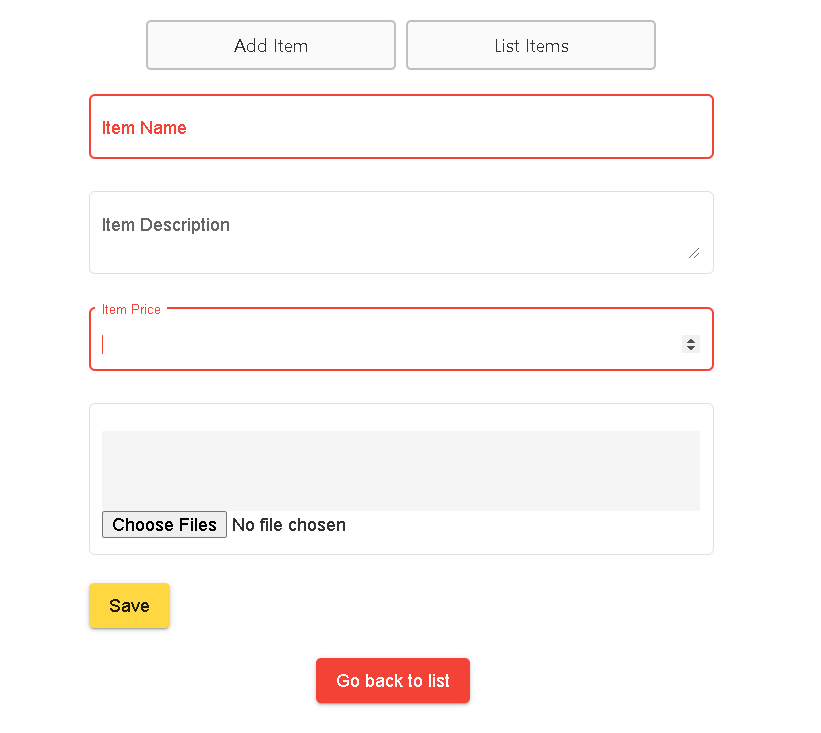 Add Item List Items
Item Name
Item Description
Item Price
Choose Files No file chosen
Save
Go back to list